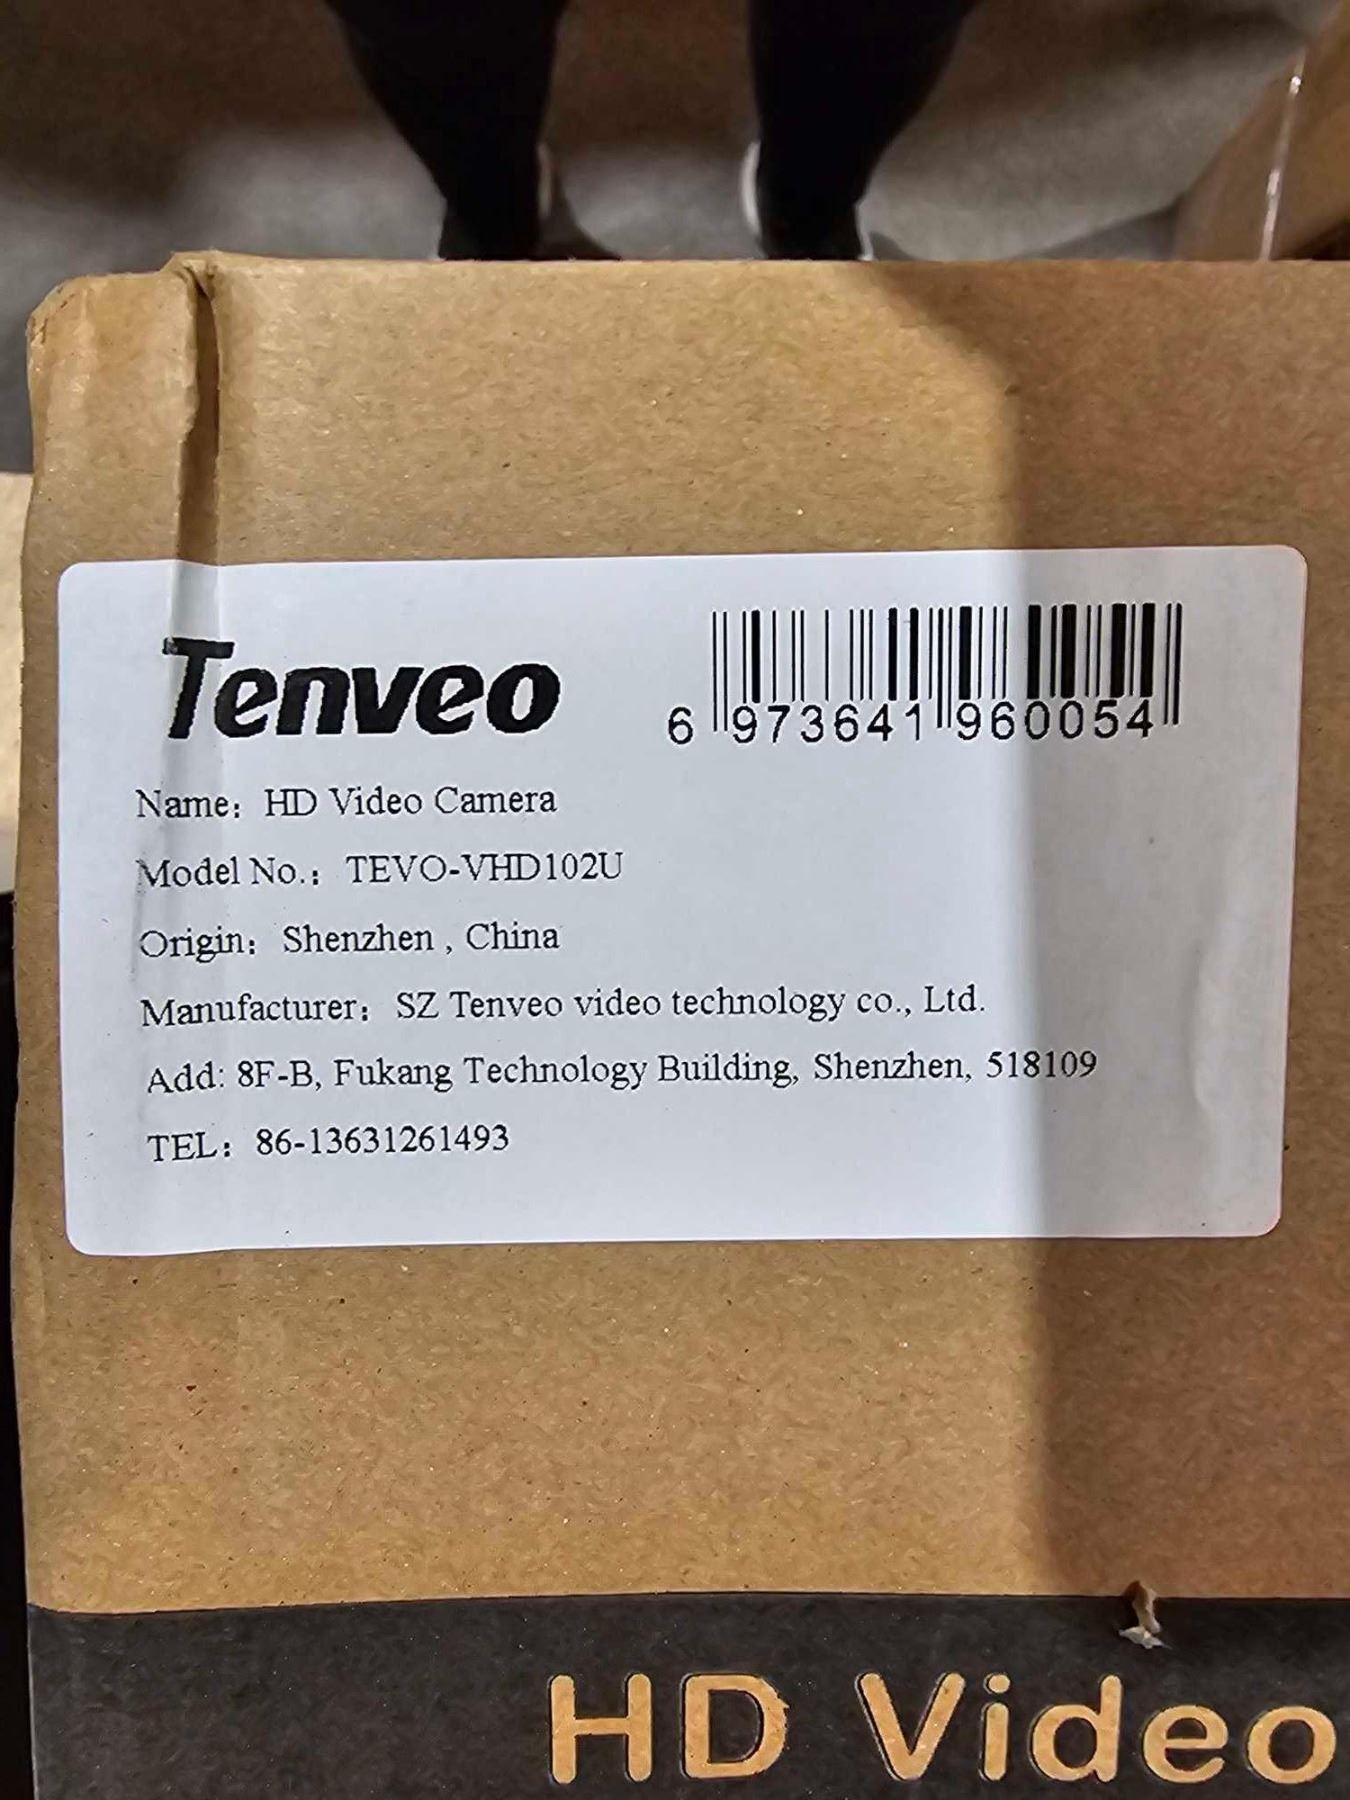 Tenveo
6 973641 960054
Name： HD Video Camera
Model No.： TEVO-VHD102U
Origin： Shenzhen , China
Manufacturer： SZ Tenveo video technology co., Ltd.
Add: 8F-B, Fukang Technology Building, Shenzhen, 518109
TEL： 86-13631261493
HD Video